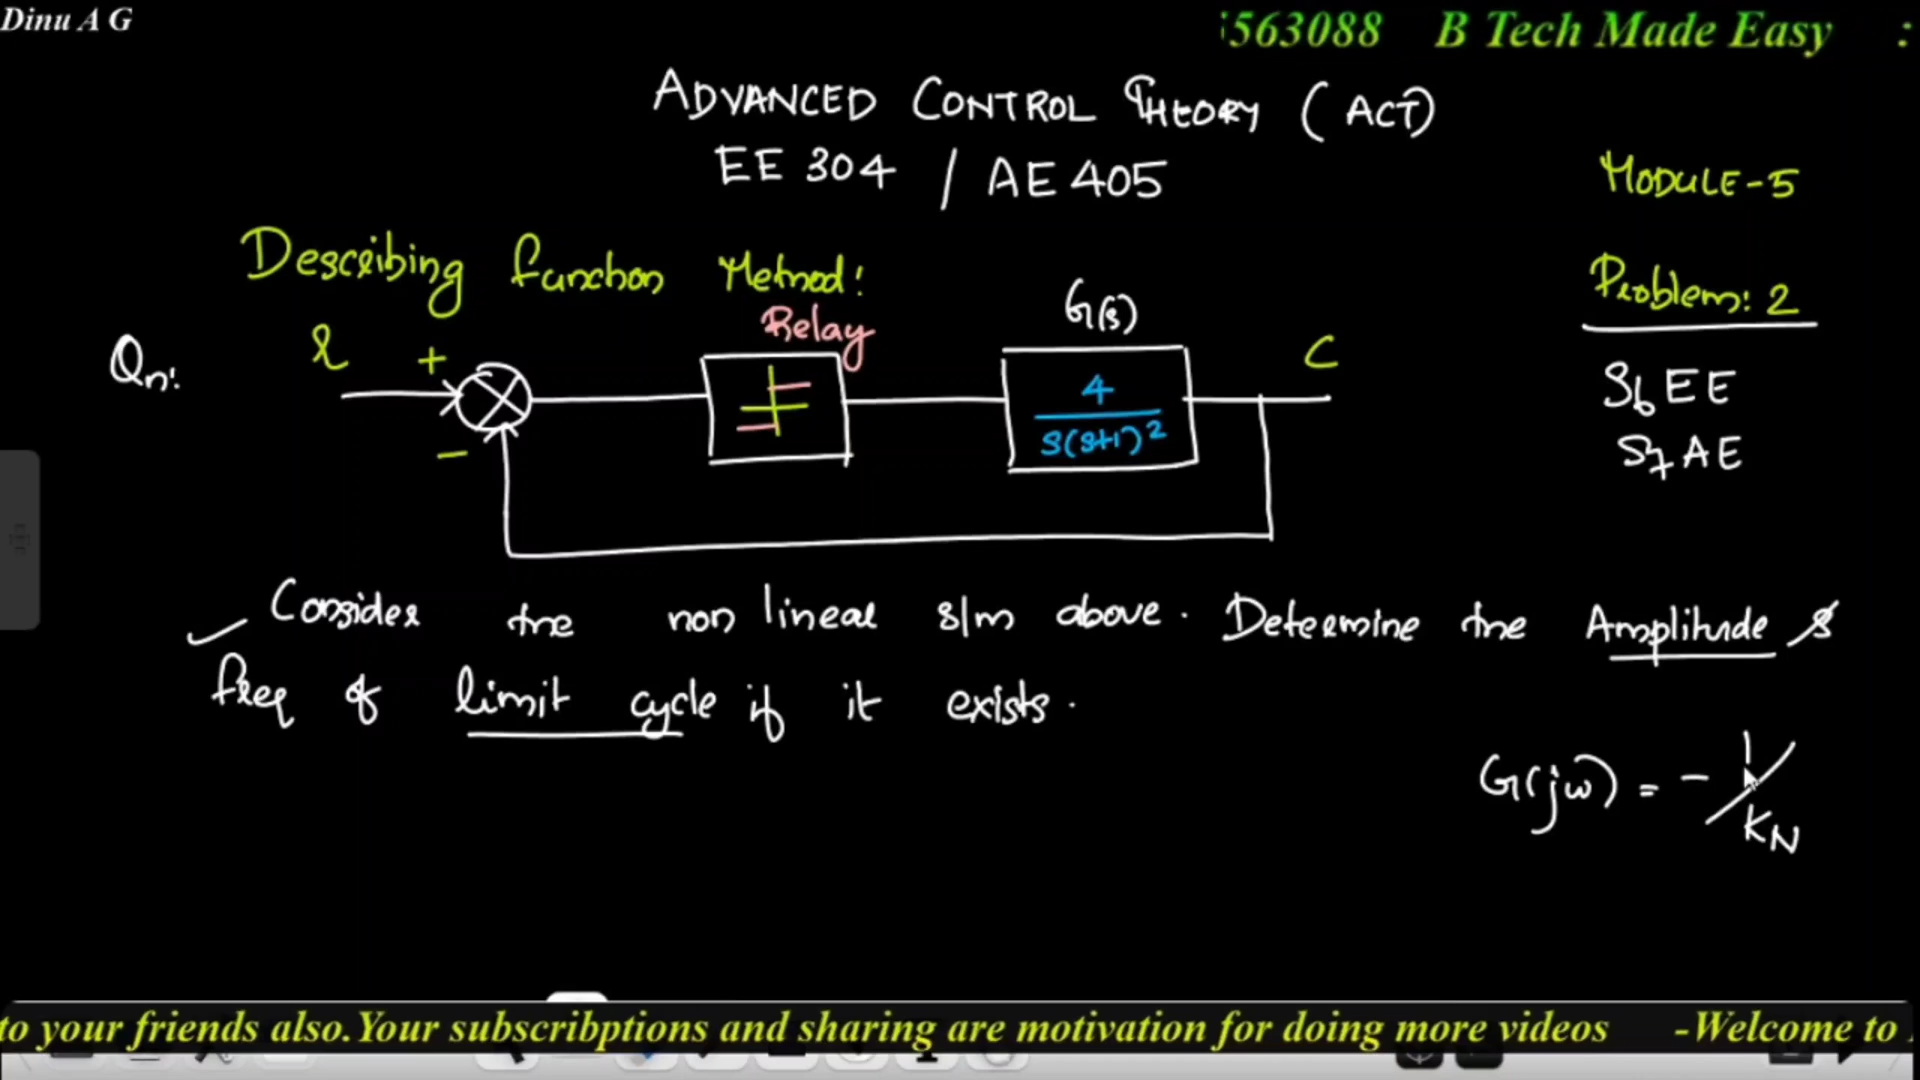 Dinu A G
563088 B Tech Made Easy :
ADVANCED CONTROL THEORY (ACT)
EE 304 / AE 405
MODULE-5
Describing function Method:
Problem: 2
Relay
G(s)
Qn:
r + C
4
s(s+1)²
-
S6 EE
S7 AE
Consider the non linear s/m above. Determine the Amplitude &
freq of limit cycle if it exists.
G(jω) = - 1/KN
to your friends also.Your subscribptions and sharing are motivation for doing more videos -Welcome to